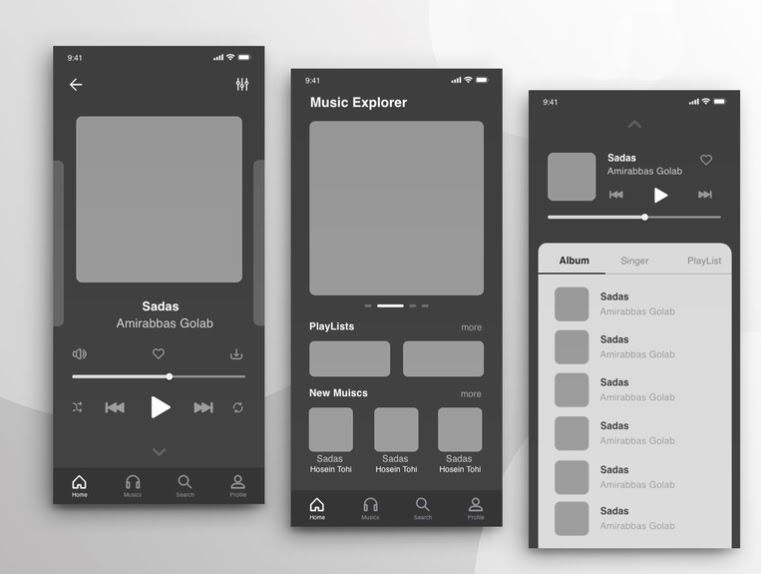 9:41
Sadas
Amirabbas Golab
Home
Musics
Search
Profile
9:41
Music Explorer
PlayLists more
New Muiscs more
Sadas Sadas Sadas
Hosein Tohi Hosein Tohi Hosein Tohi
Home
Musics
Search
Profile
9:41
Sadas
Amirabbas Golab
Album Singer PlayList
Sadas
Amirabbas Golab
Sadas
Amirabbas Golab
Sadas
Amirabbas Golab
Sadas
Amirabbas Golab
Sadas
Amirabbas Golab
Sadas
Amirabbas Golab